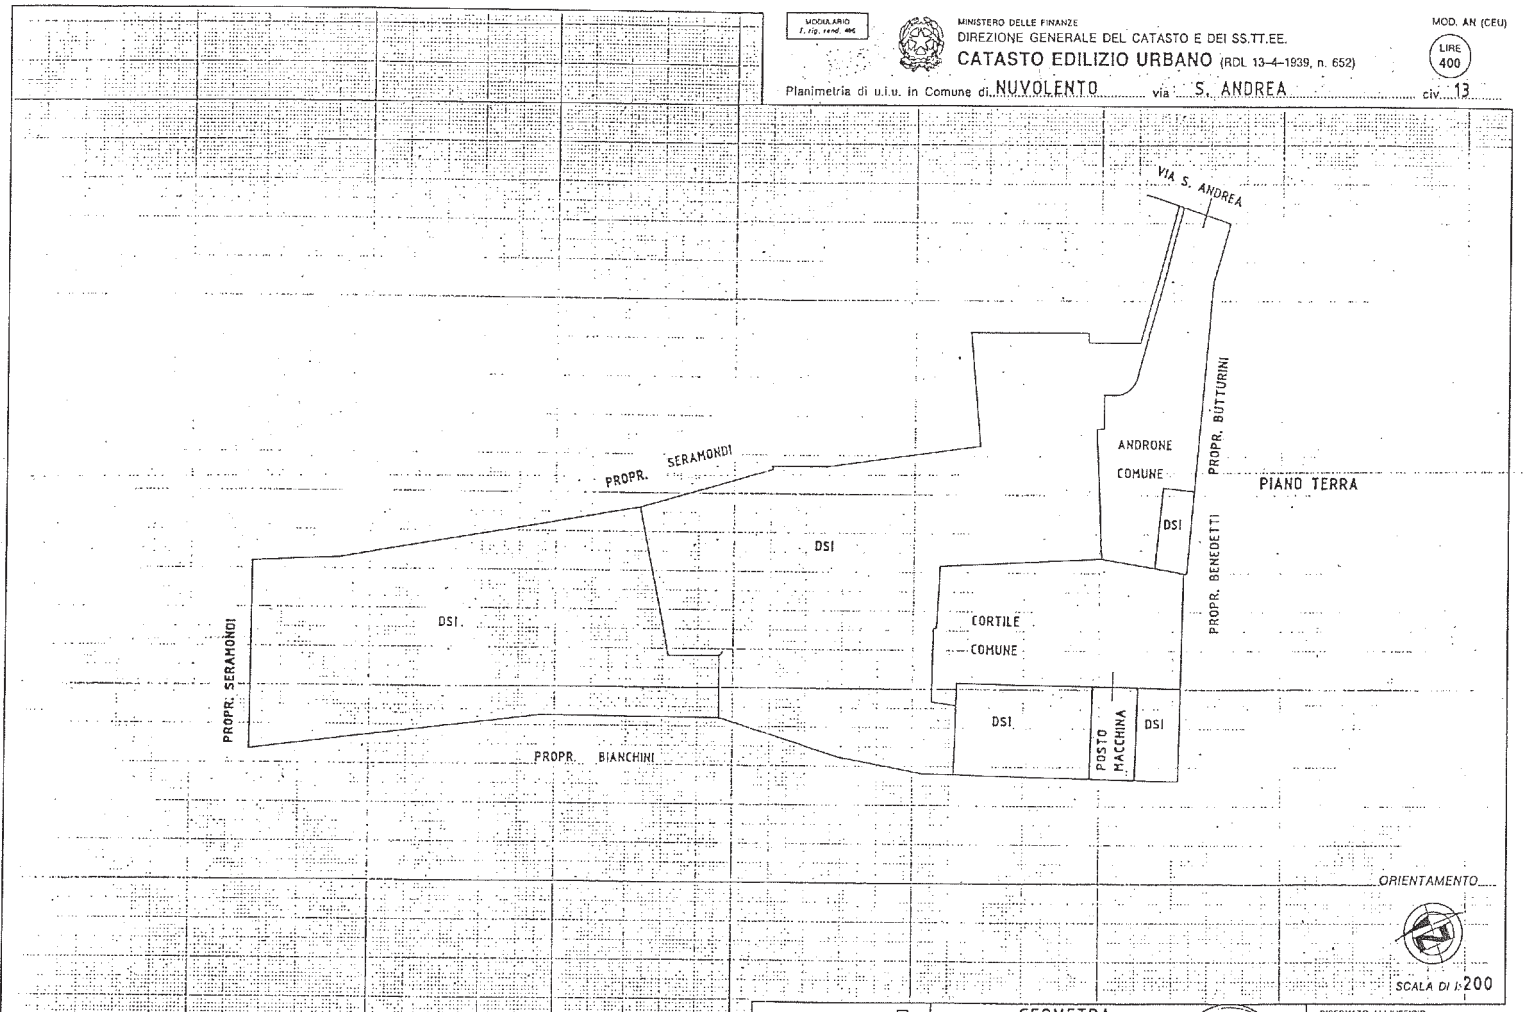 MODULARIO
F. rig. rend. 496
MINISTERO DELLE FINANZE
DIREZIONE GENERALE DEL CATASTO E DEI SS.TT.EE.
CATASTO EDILIZIO URBANO (RDL 13-4-1939, n. 652)
MOD. AN (CEU)
LIRE
400
Planimetria di u.i.u. in Comune di NUVOLENTO via S. ANDREA civ. 13
VIA S. ANDREA
PROPR. BUTTURINI
ANDRONE
COMUNE
PROPR. SERAMONDI
PIANO TERRA
DSI
DSI
PROPR. BENEDETTI
DSI.
CORTILE
COMUNE
PROPR. SERAMONDI
DSI
POSTO
MACCHINA
DSI
PROPR. BIANCHINI
ORIENTAMENTO
SCALA DI 1:200
GEOMETRA